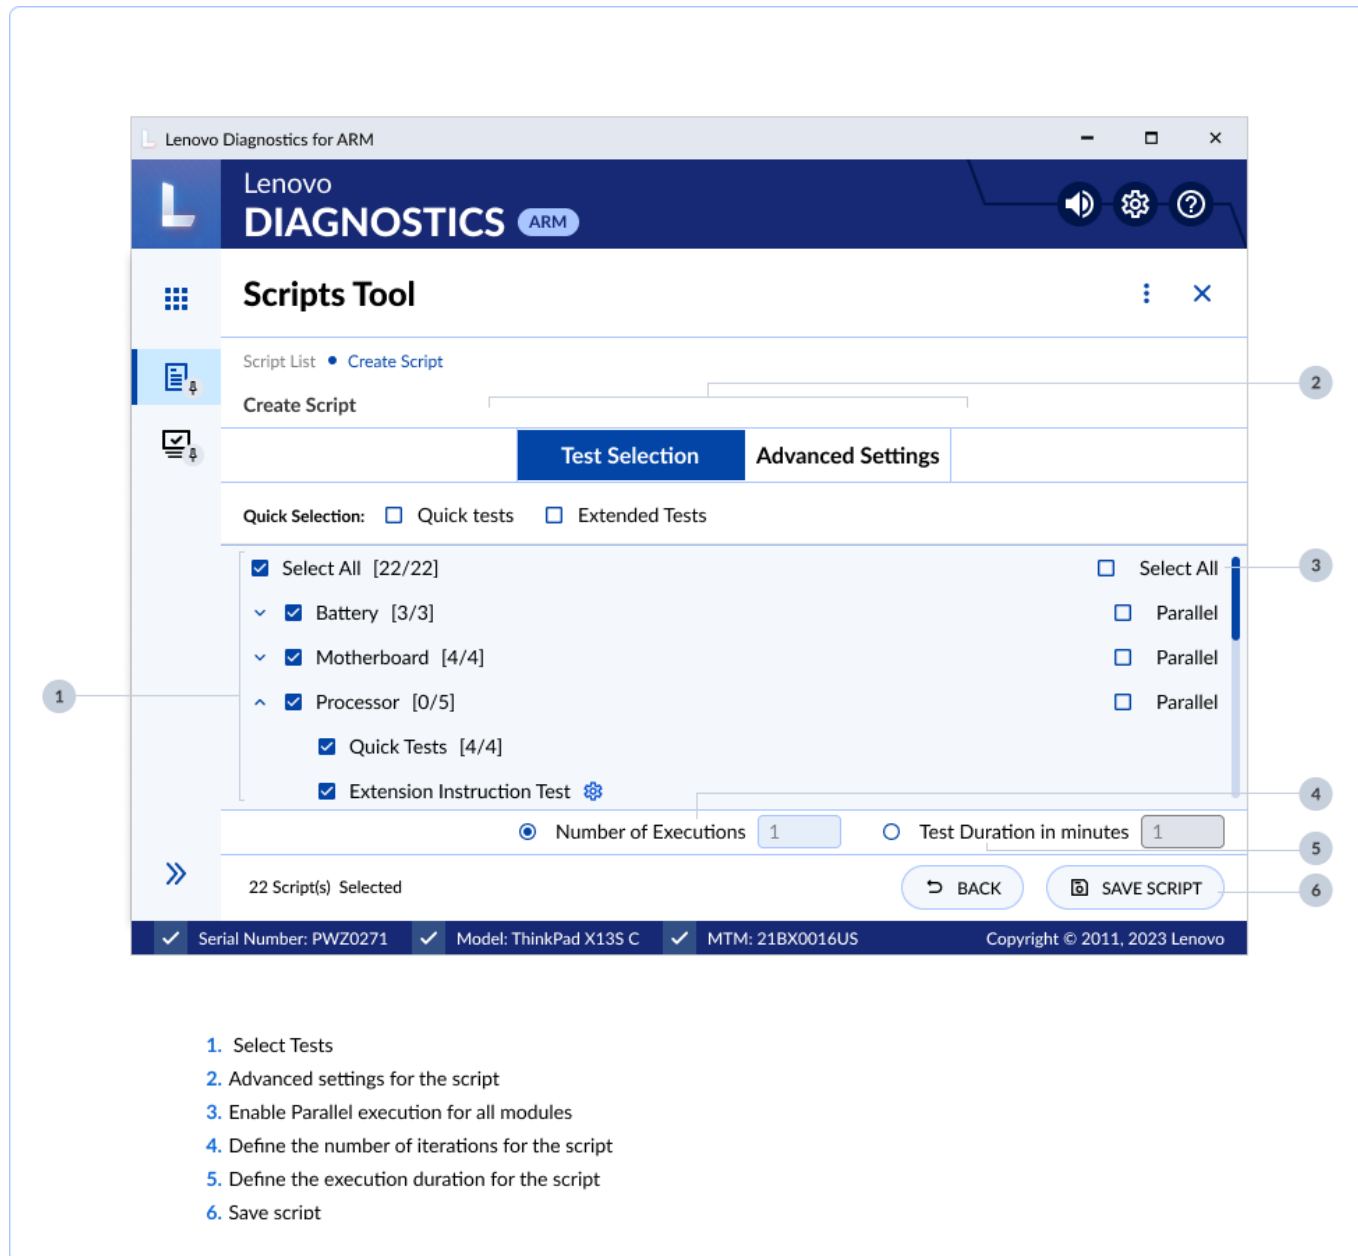 Lenovo Diagnostics for ARM
L
Lenovo
DIAGNOSTICS ARM
Scripts Tool
Script List • Create Script
2
Create Script
Test Selection Advanced Settings
Quick Selection: Quick tests Extended Tests
Select All [22/22] Select All 3
Battery [3/3] Parallel
Motherboard [4/4] Parallel
1 Processor [0/5] Parallel
Quick Tests [4/4]
Extension Instruction Test 4
Number of Executions 1 Test Duration in minutes 1
5
22 Script(s) Selected BACK SAVE SCRIPT 6
Serial Number: PWZ0271 Model: ThinkPad X13S C MTM: 21BX0016US Copyright © 2011, 2023 Lenovo
1. Select Tests
2. Advanced settings for the script
3. Enable Parallel execution for all modules
4. Define the number of iterations for the script
5. Define the execution duration for the script
6. Save script